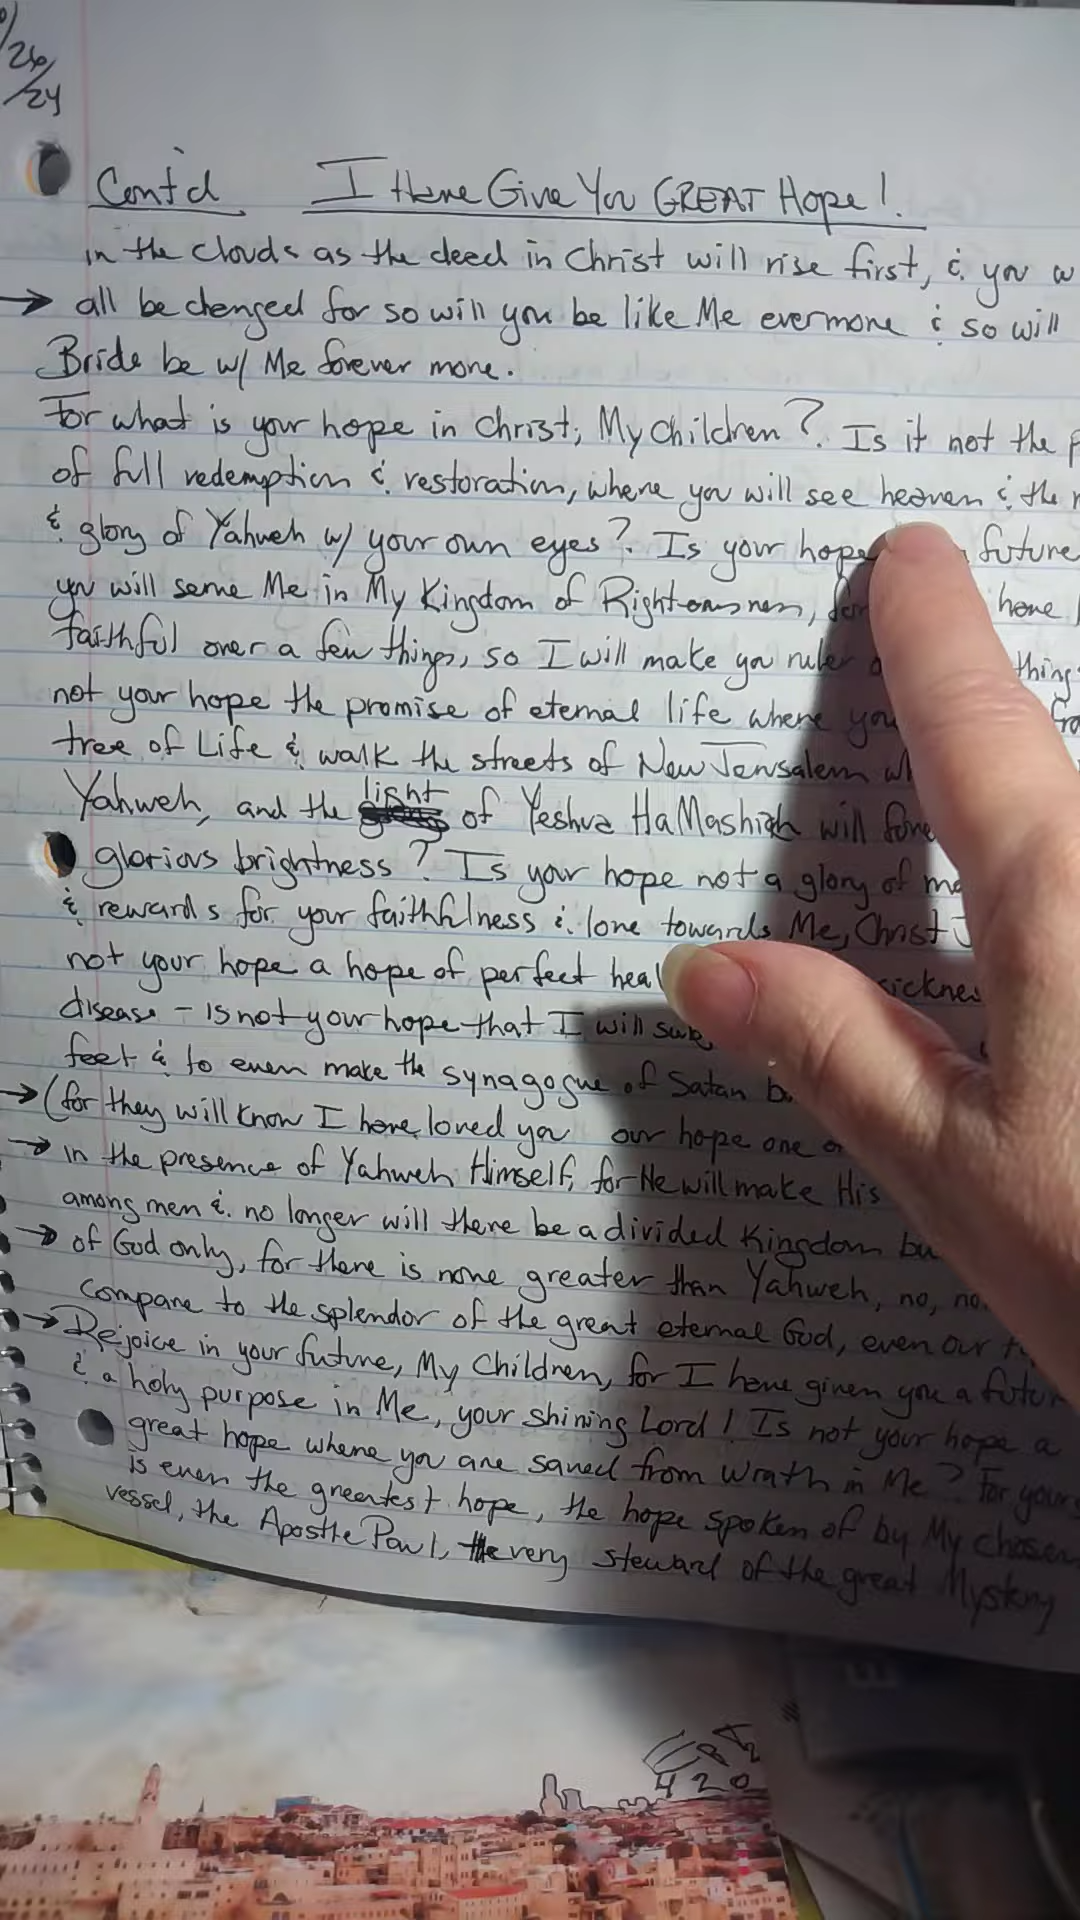 26
/24
Cont'd I Have Give You GREAT Hope!
in the clouds as the dead in Christ will rise first, & you
→ all be changed for so will you be like Me evermore & so will
Bride be w/ Me forever more.
For what is your hope in Christ, My Children? Is it not the
of full redemption & restoration, where you will see heaven & the
& glory of Yahweh w/ your own eyes? Is your hope future
you will serve Me in My Kingdom of Righteousness, have
faithful over a few things, so I will make you ruler
not your hope the promise of eternal life where you
tree of Life & walk the streets of New Jerusalem
Yahweh, and the light of Yeshua HaMashiach will
glorious brightness? Is your hope not a glory of
& rewards for your faithfulness & love towards Me, Christ
not your hope a hope of perfect
disease - is not your hope that I will
feet & to even make the synagogue of Satan
→ (for they will know I have loved you our hope one
→ in the presence of Yahweh Himself, for He will make His
among men & no longer will there be a divided Kingdom
→ of God only, for there is none greater than Yahweh, no, no
compare to the splendor of the great eternal God, even our
→ Rejoice in your future, My Children, for I have given you a
& a holy purpose in Me, your shining Lord! Is not your hope a
great hope where you are saved from wrath in Me? For
is even the greatest hope, the hope spoken of by My chosen
vessel, the Apostle Paul, the very steward of the great Mystery
420